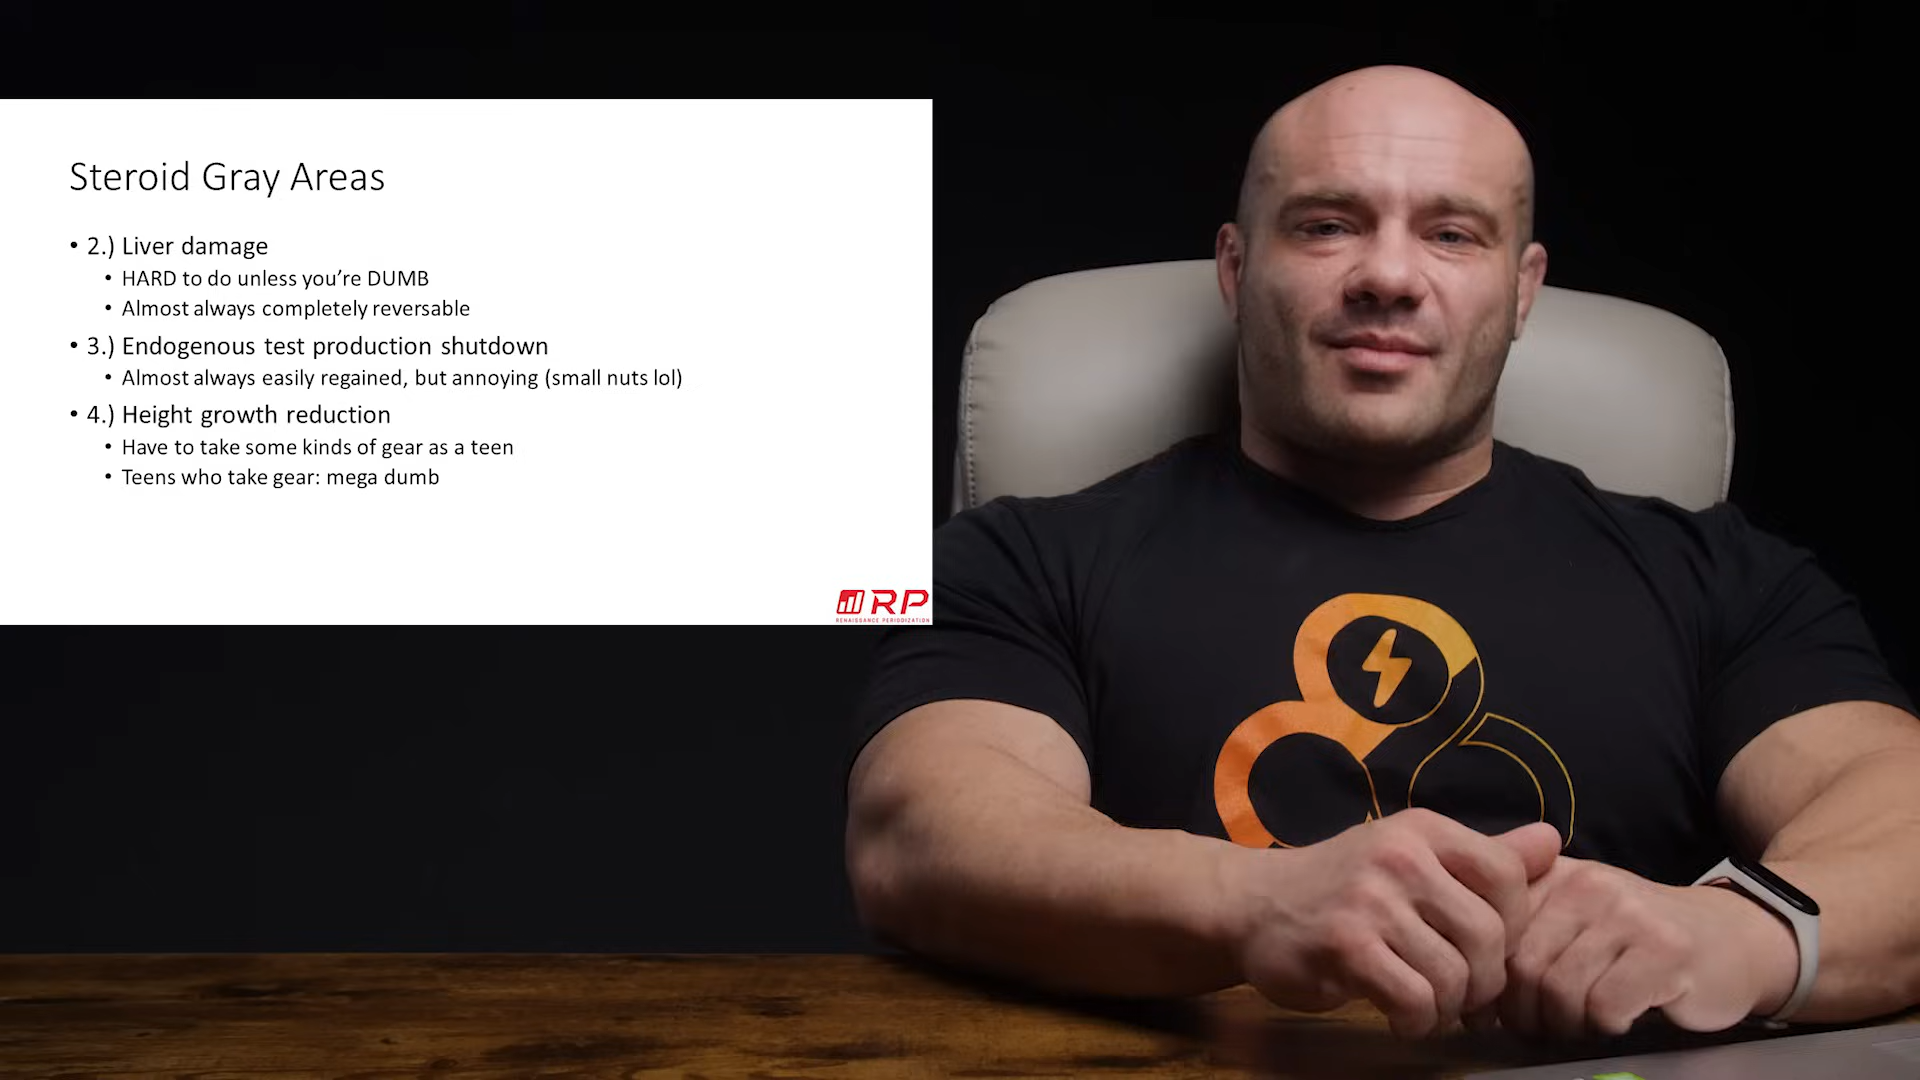 Steroid Gray Areas
• 2.) Liver damage
• HARD to do unless you’re DUMB
• Almost always completely reversable
• 3.) Endogenous test production shutdown
• Almost always easily regained, but annoying (small nuts lol)
• 4.) Height growth reduction
• Have to take some kinds of gear as a teen
• Teens who take gear: mega dumb
RP
RENAISSANCE PERIODIZATION